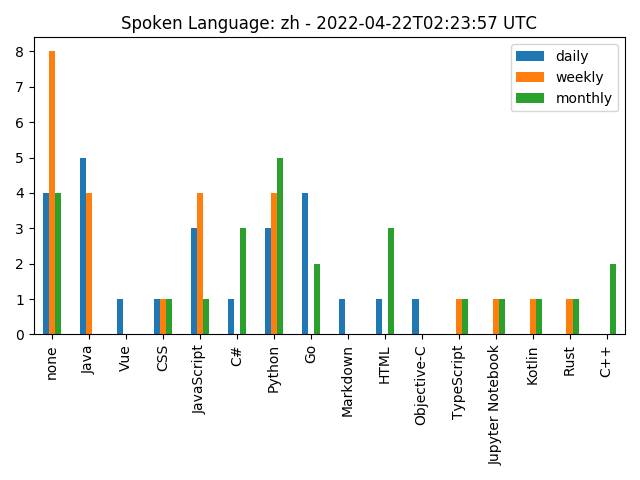 Spoken Language: zh - 2022-04-22T02:23:57 UTC
daily
weekly
monthly
8
7
6
5
4
3
2
1
0
none
Java
Vue
CSS
JavaScript
C#
Python
Go
Markdown
HTML
Objective-C
TypeScript
Jupyter Notebook
Kotlin
Rust
C++